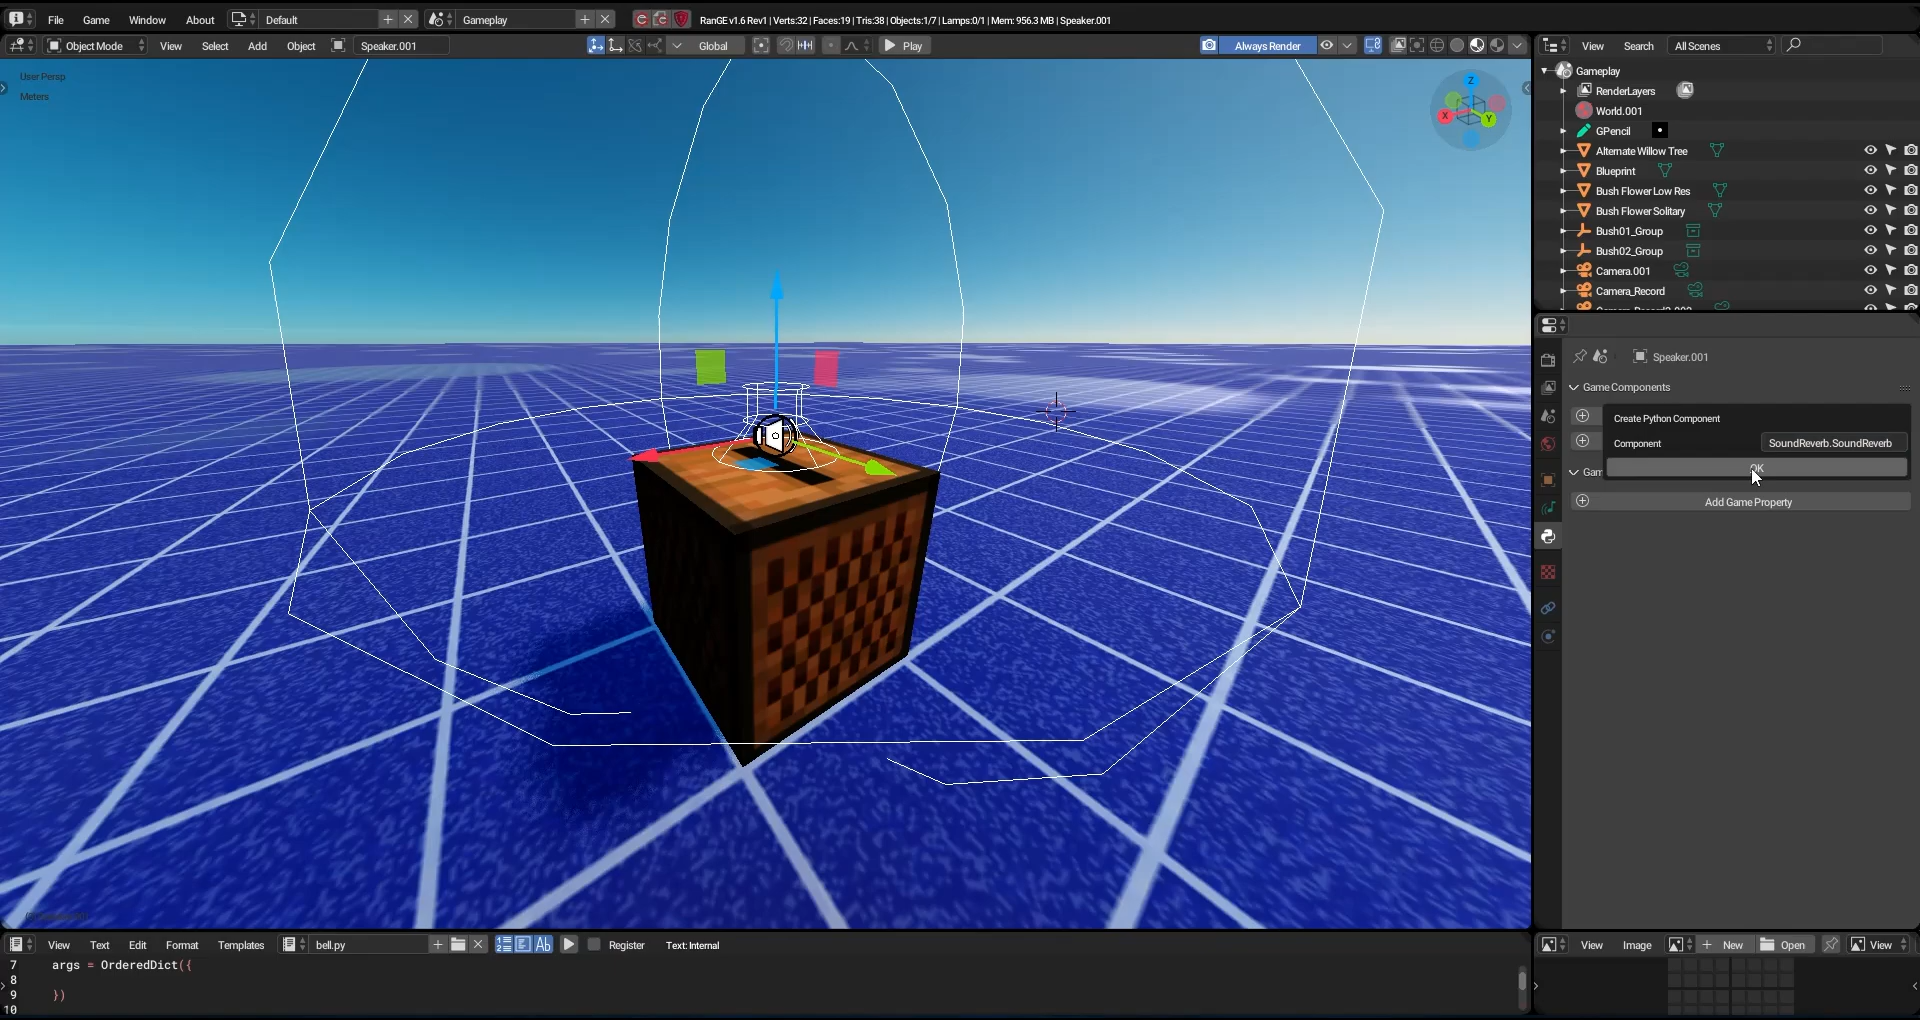 File Game Window About Default Gameplay RanGE v1.6 Rev1 | Verts:32 | Faces:19 | Tris:38 | Objects:1/7 | Lamps:0/1 | Mem: 956.3 MB | Speaker.001
Object Mode View Select Add Object Speaker.001 Global Play Always Render
View Search All Scenes
User Persp
Meters
Z
X
Y
Gameplay
RenderLayers
World.001
GPencil
Alternate Willow Tree
Blueprint
Bush Flower Low Res
Bush Flower Solitary
Bush01_Group
Bush02_Group
Camera.001
Camera_Record
Speaker.001
Game Components
Create Python Component
Component SoundReverb.SoundReverb
OK
Gam
Add Game Property
View Text Edit Format Templates bell.py Ab Register Text: Internal
7 args = OrderedDict({
8
9 })
10
View Image New Open View